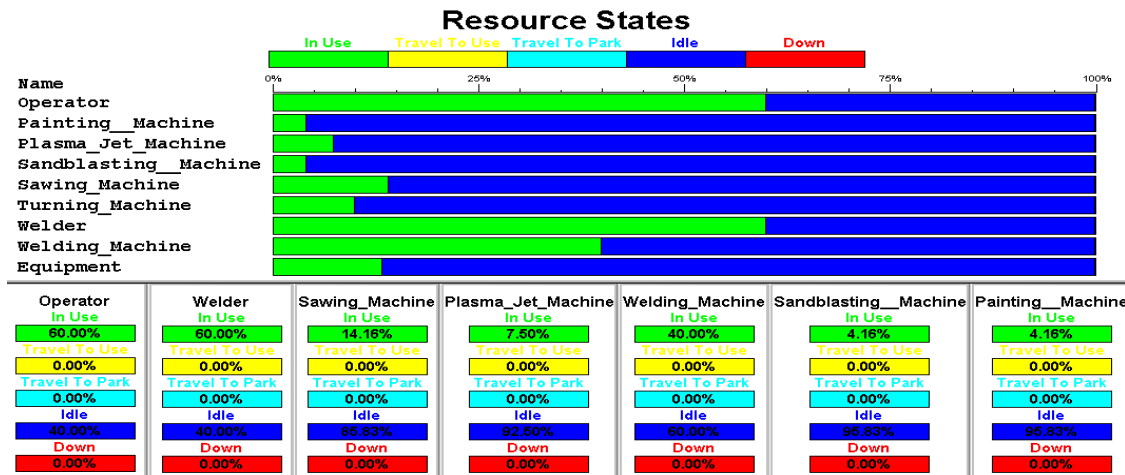 Resource States
In Use Travel To Use Travel To Park Idle Down
Name 0% 25% 50% 75% 100%
Operator
Painting__Machine
Plasma_Jet_Machine
Sandblasting__Machine
Sawing_Machine
Turning_Machine
Welder
Welding_Machine
Equipment
Operator Welder Sawing_Machine Plasma_Jet_Machine Welding_Machine Sandblasting__Machine Painting__Machine
In Use In Use In Use In Use In Use In Use In Use
60.00% 60.00% 14.16% 7.50% 40.00% 4.16% 4.16%
Travel To Use Travel To Use Travel To Use Travel To Use Travel To Use Travel To Use Travel To Use
0.00% 0.00% 0.00% 0.00% 0.00% 0.00% 0.00%
Travel To Park Travel To Park Travel To Park Travel To Park Travel To Park Travel To Park Travel To Park
0.00% 0.00% 0.00% 0.00% 0.00% 0.00% 0.00%
Idle Idle Idle Idle Idle Idle Idle
40.00% 40.00% 85.83% 92.50% 60.00% 95.83% 95.83%
Down Down Down Down Down Down Down
0.00% 0.00% 0.00% 0.00% 0.00% 0.00% 0.00%